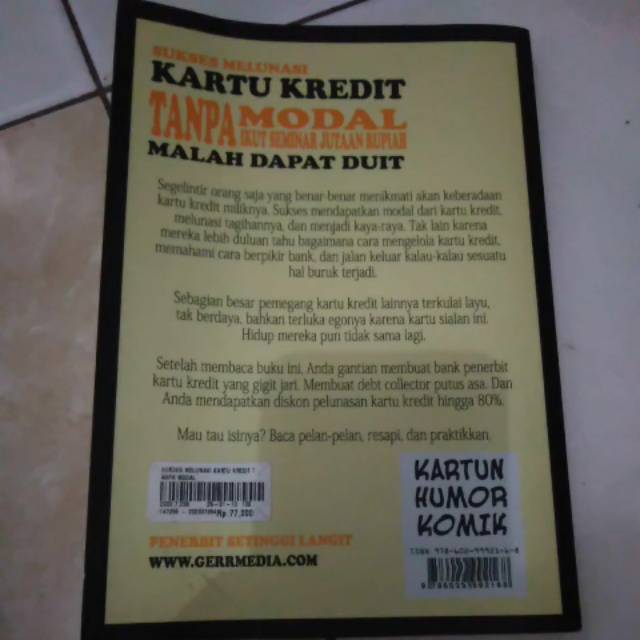 SUKSES MELUNASI
KARTU KREDIT
TANPA MODAL
IKUT SEMINAR JUTAAN RUPIAH
MALAH DAPAT DUIT
Segelintir orang saja yang benar-benar menikmati akan keberadaan
kartu kredit miliknya. Sukses mendapatkan modal dari kartu kredit,
melunasi tagihannya, dan menjadi kaya-raya. Tak lain karena
mereka lebih duluan tahu bagaimana cara mengelola kartu kredit,
memahami cara berpikir bank, dan jalan keluar kalau-kalau sesuatu
hal buruk terjadi.
Sebagian besar pemegang kartu kredit lainnya terkulai layu,
tak berdaya, bahkan terluka egonya karena kartu sialan ini.
Hidup mereka pun tidak sama lagi.
Setelah membaca buku ini, Anda gantian membuat bank penerbit
kartu kredit yang gigit jari. Membuat debt collector putus asa. Dan
Anda mendapatkan diskon pelunasan kartu kredit hingga 80%.
Mau tau isinya? Baca pelan-pelan, resapi, dan praktikkan.
SUKSES MELUNASI KARTU KREDIT T
ANPA MODAL
Rp 77,000
KARTUN
HUMOR
KOMIK
PENERBIT SETINGGI LANGIT
WWW.GERRMEDIA.COM